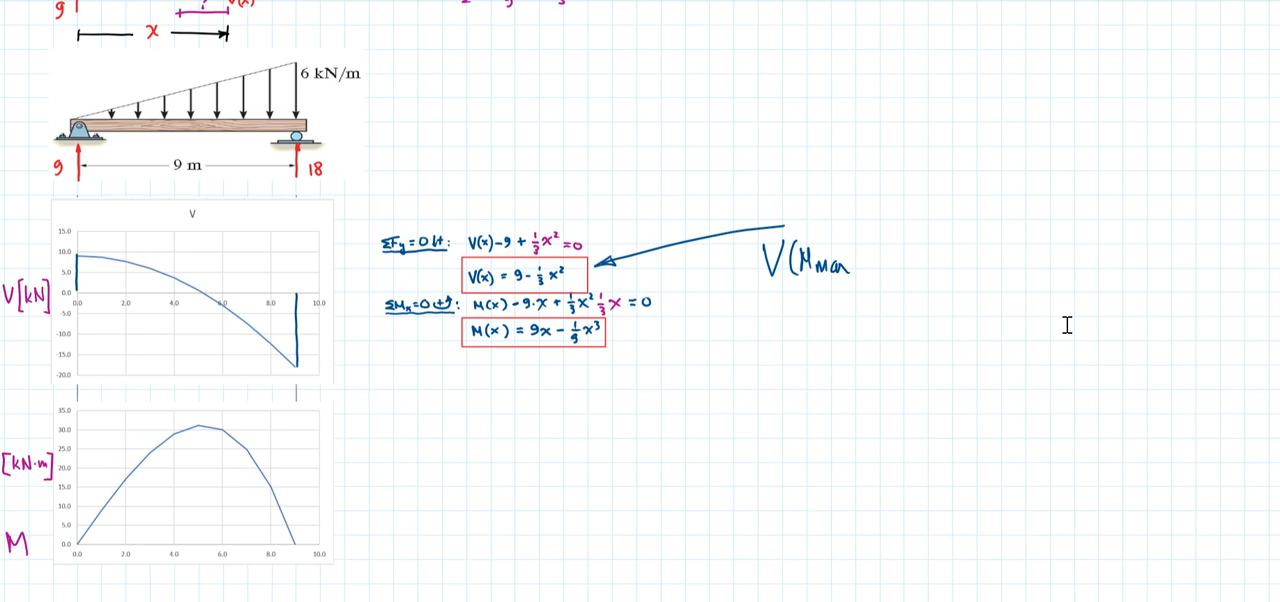 9
x
6 kN/m
9
9 m
18
V
V[kN]
15.0
10.0
5.0
0.0
-5.0
-10.0
-15.0
-20.0
0.0 2.0 4.0 6.0 8.0 10.0
ΣFy=0 ↓+: V(x)-9+1/3x²=0
V(x) = 9-1/3x²
ΣMx=0 (+): M(x)-9·x+1/3x² 1/3x=0
M(x) = 9x-1/9x³
V(Mmax
[kN·m]
M
35.0
30.0
25.0
20.0
15.0
10.0
5.0
0.0
0.0 2.0 4.0 6.0 8.0 10.0